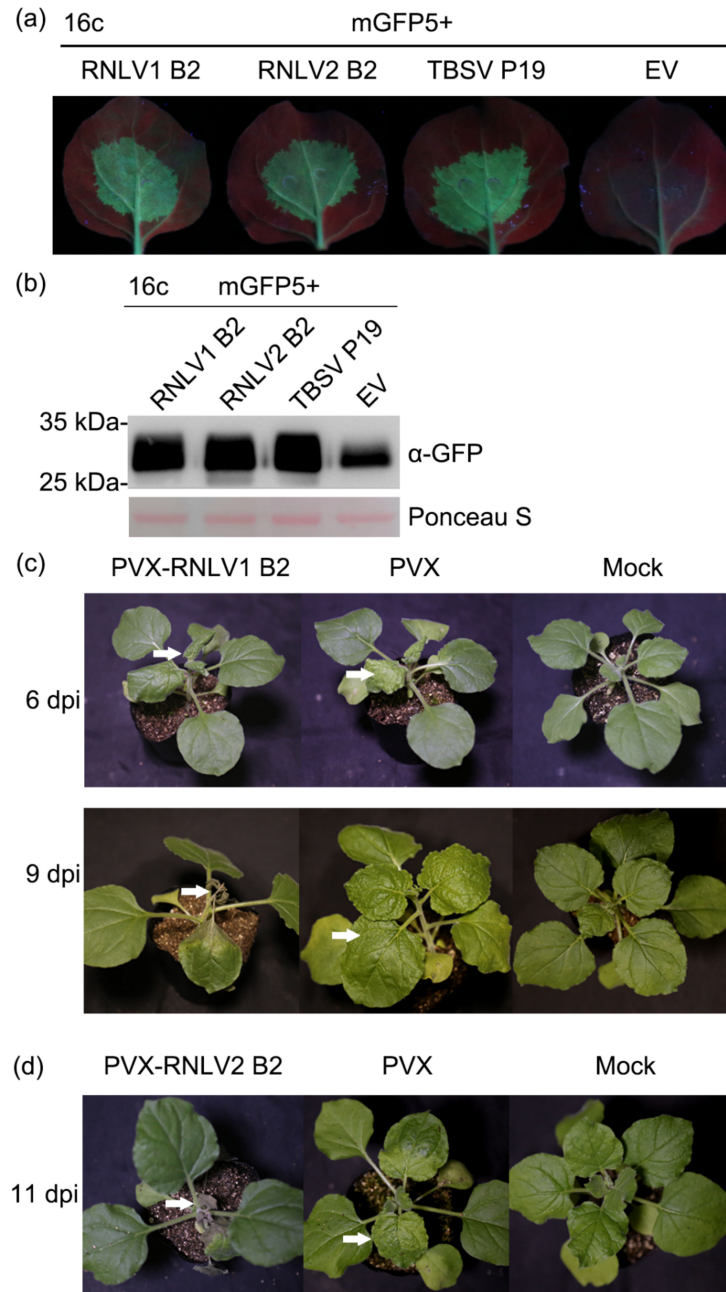 (a)
16c mGFP5+
RNLV1 B2 RNLV2 B2 TBSV P19 EV
(b)
16c mGFP5+
RNLV1 B2 RNLV2 B2 TBSV P19 EV
35 kDa-
α-GFP
25 kDa-
Ponceau S
(c)
PVX-RNLV1 B2 PVX Mock
6 dpi
9 dpi
(d)
PVX-RNLV2 B2 PVX Mock
11 dpi